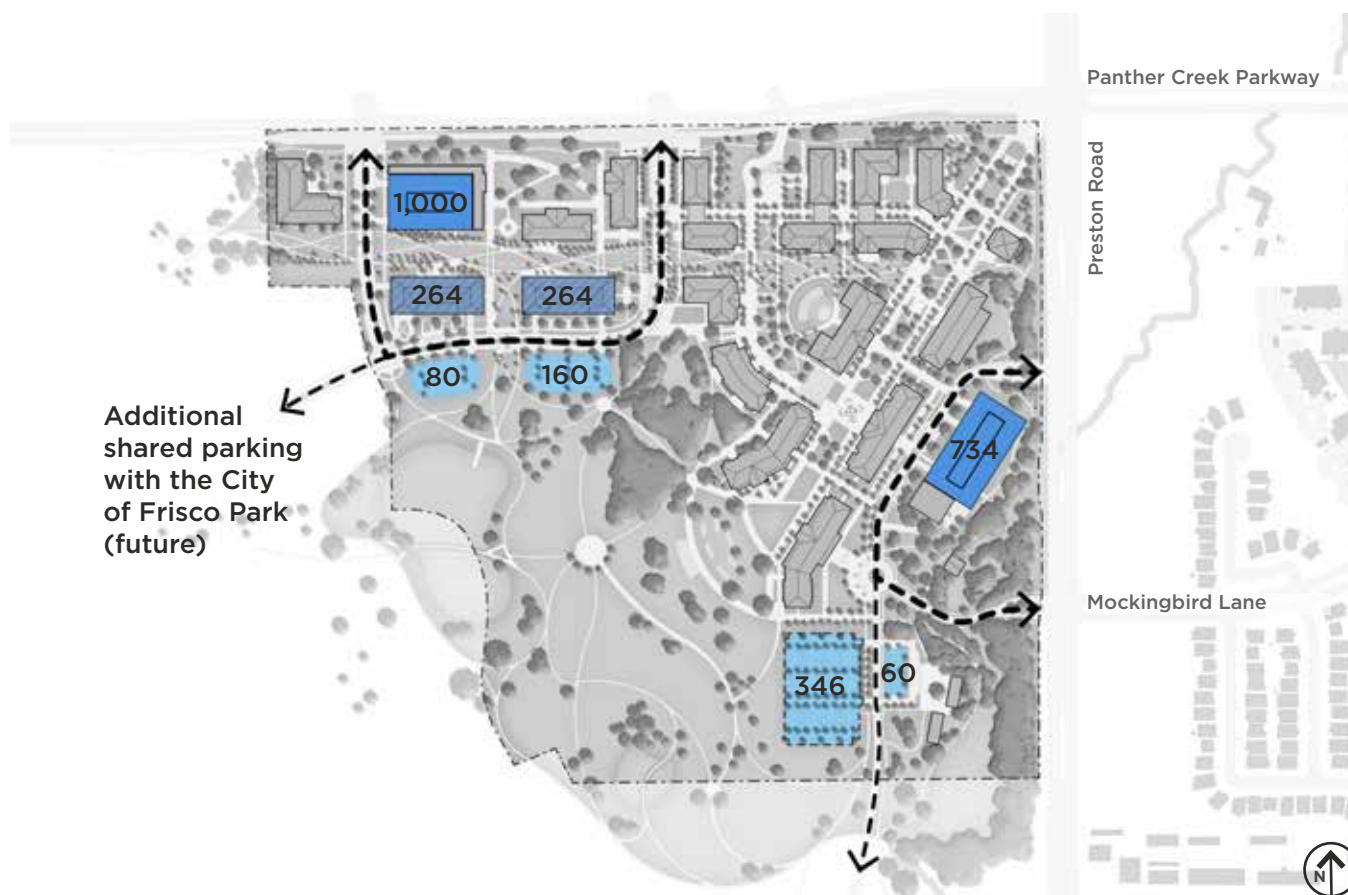 Panther Creek Parkway
Preston Road
1,000
264
264
80
160
Additional
shared parking
with the City
of Frisco Park
(future)
734
Mockingbird Lane
346
60
N